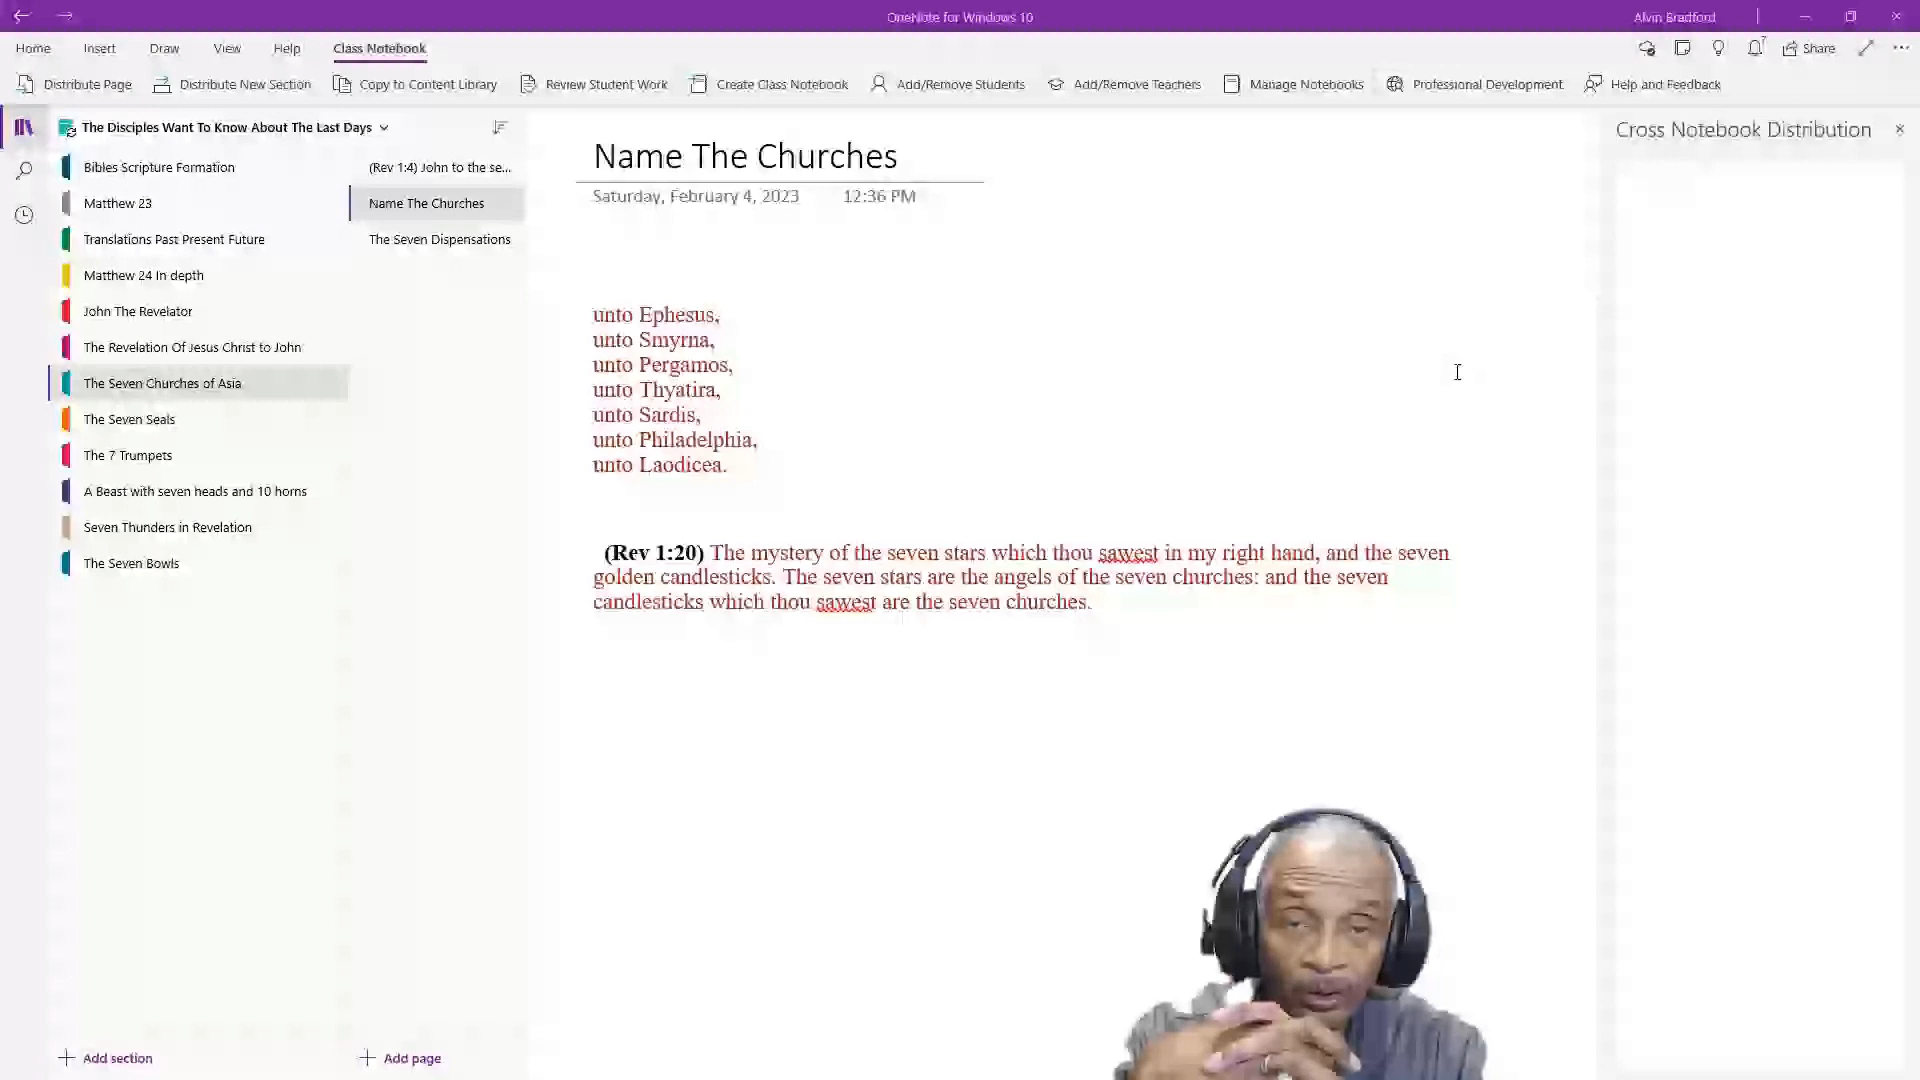 OneNote for Windows 10
Alvin Bradford
Home Insert Draw View Help Class Notebook
Share
Distribute Page Distribute New Section Copy to Content Library Review Student Work Create Class Notebook Add/Remove Students Add/Remove Teachers Manage Notebooks Professional Development Help and Feedback
The Disciples Want To Know About The Last Days
Bibles Scripture Formation
Matthew 23
Translations Past Present Future
Matthew 24 In depth
John The Revelator
The Revelation Of Jesus Christ to John
The Seven Churches of Asia
The Seven Seals
The 7 Trumpets
A Beast with seven heads and 10 horns
Seven Thunders in Revelation
The Seven Bowls
Add section
(Rev 1:4) John to the se...
Name The Churches
The Seven Dispensations
Add page
Name The Churches
Saturday, February 4, 2023 12:36 PM
unto Ephesus,
unto Smyrna,
unto Pergamos,
unto Thyatira,
unto Sardis,
unto Philadelphia,
unto Laodicea.
(Rev 1:20) The mystery of the seven stars which thou sawest in my right hand, and the seven
golden candlesticks. The seven stars are the angels of the seven churches: and the seven
candlesticks which thou sawest are the seven churches.
Cross Notebook Distribution